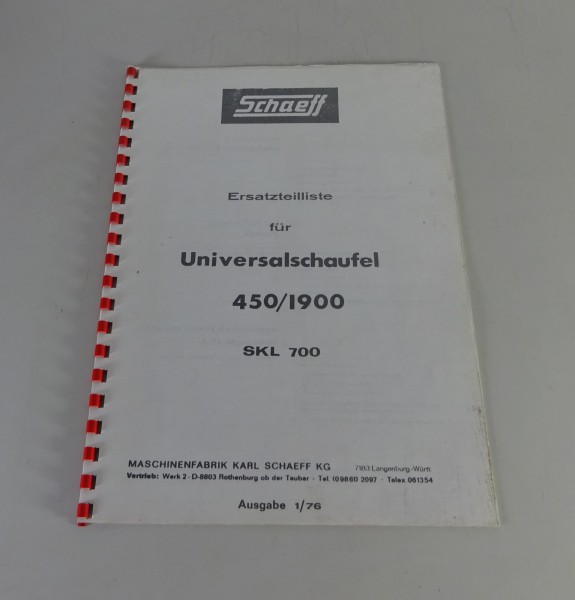 Schaeff
Ersatzteilliste
für
Universalschaufel
450/1900
SKL 700
MASCHINENFABRIK KARL SCHAEFF KG 7183 Langenburg-Württ.
Vertrieb: Werk 2 · D-8803 Rothenburg ob der Tauber · Tel. (09861) 2097 · Telex 061354
Ausgabe 1/76